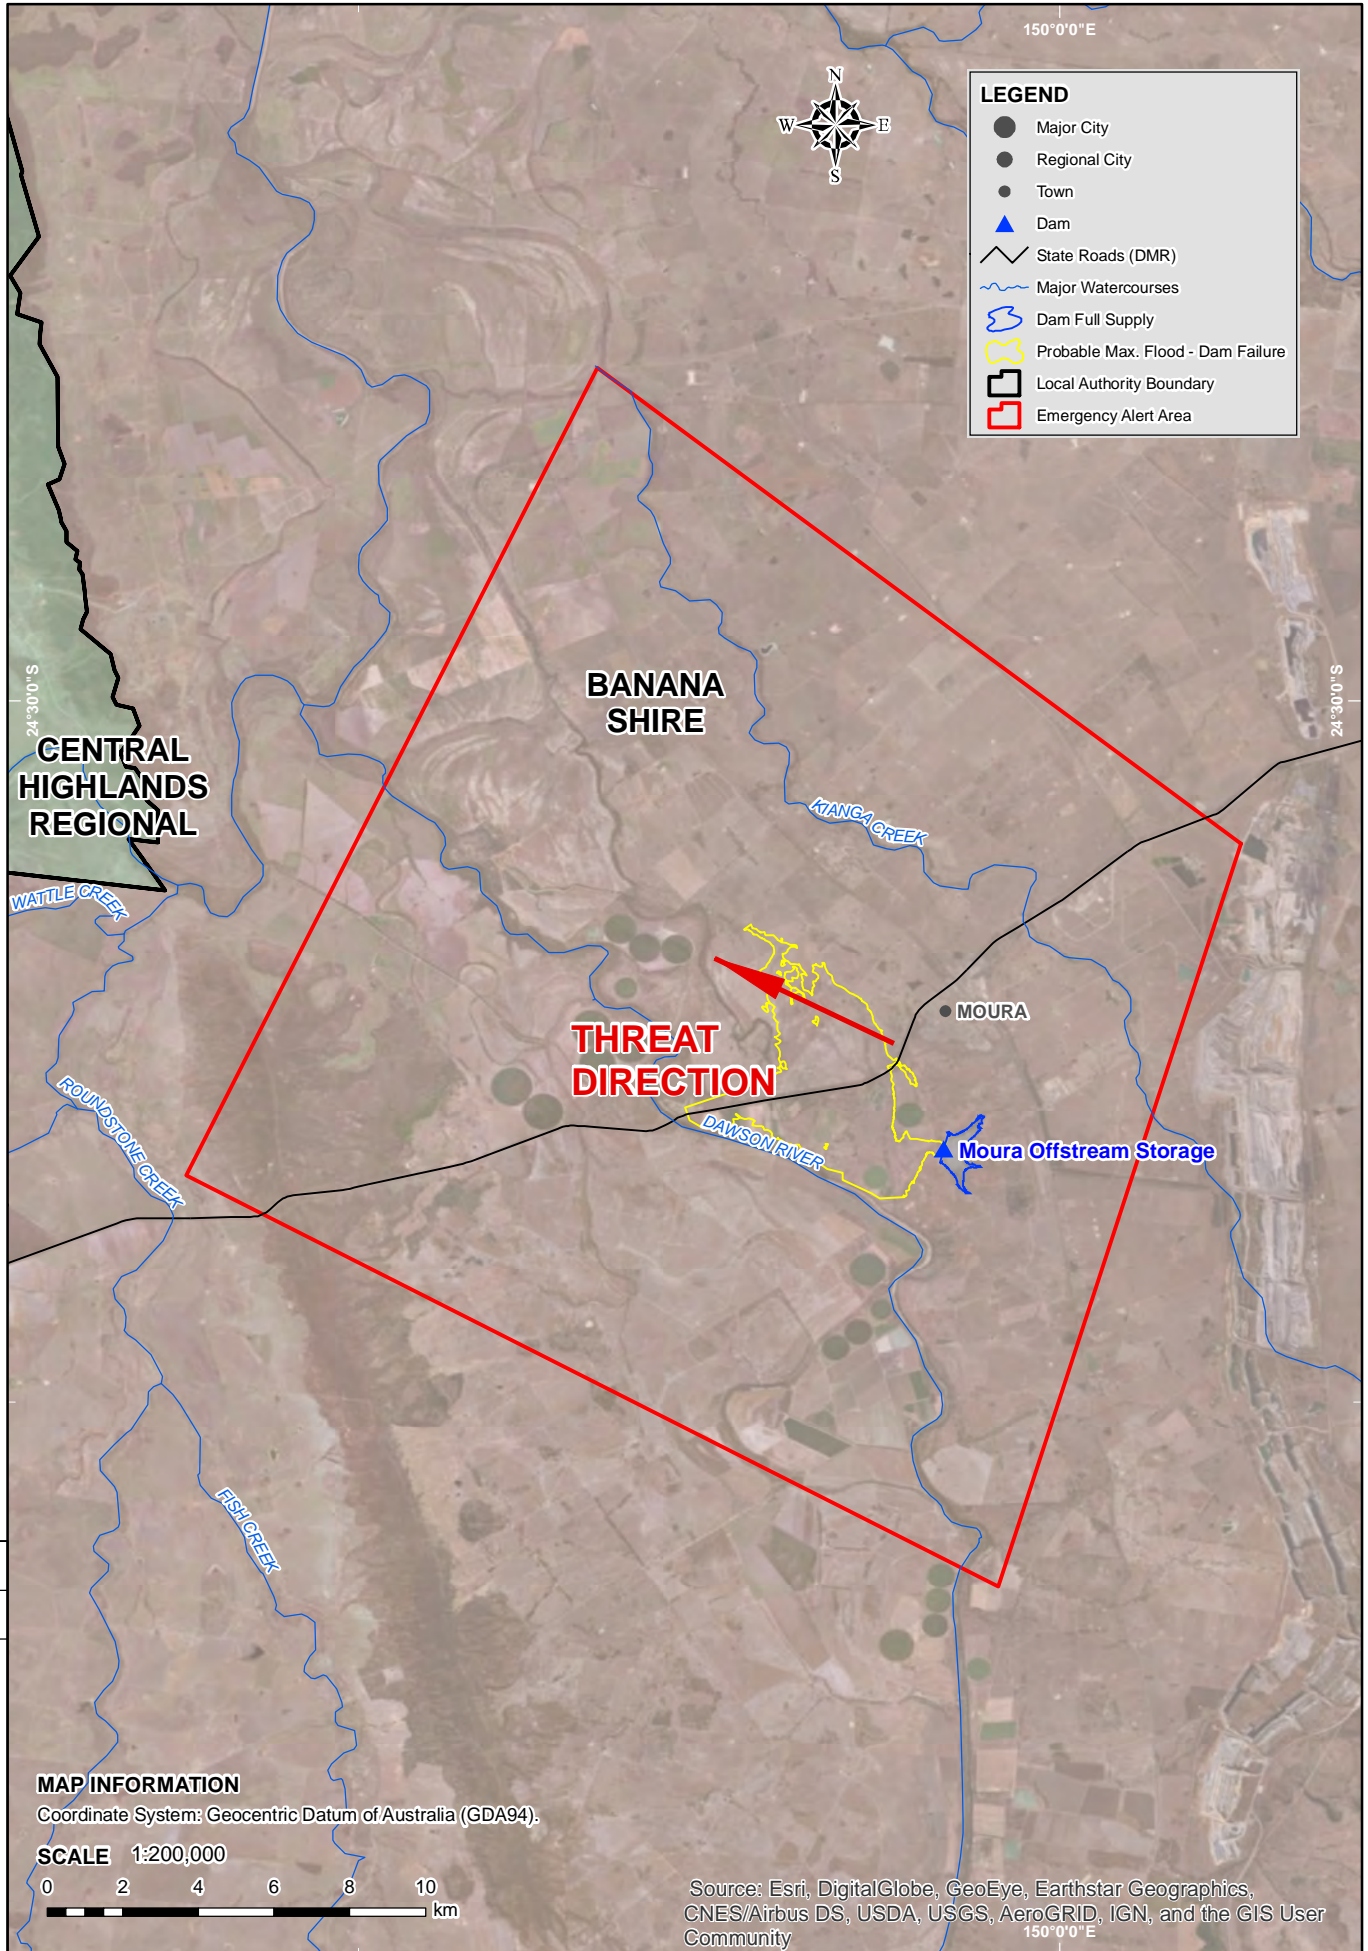 150°0'0"E
N
W
E
S
LEGEND
Major City
Regional City
Town
Dam
State Roads (DMR)
Major Watercourses
Dam Full Supply
Probable Max. Flood - Dam Failure
Local Authority Boundary
Emergency Alert Area
24°30'0"S
24°30'0"S
BANANA
SHIRE
CENTRAL
HIGHLANDS
REGIONAL
KIANGA CREEK
WATTLE CREEK
MOURA
THREAT
DIRECTION
ROUNDSTONE CREEK
DAWSON RIVER
Moura Offstream Storage
FISH CREEK
MAP INFORMATION
Coordinate System: Geocentric Datum of Australia (GDA94).
SCALE 1:200,000
0 2 4 6 8 10
km
Source: Esri, DigitalGlobe, GeoEye, Earthstar Geographics,
CNES/Airbus DS, USDA, USGS, AeroGRID, IGN, and the GIS User
Community
150°0'0"E